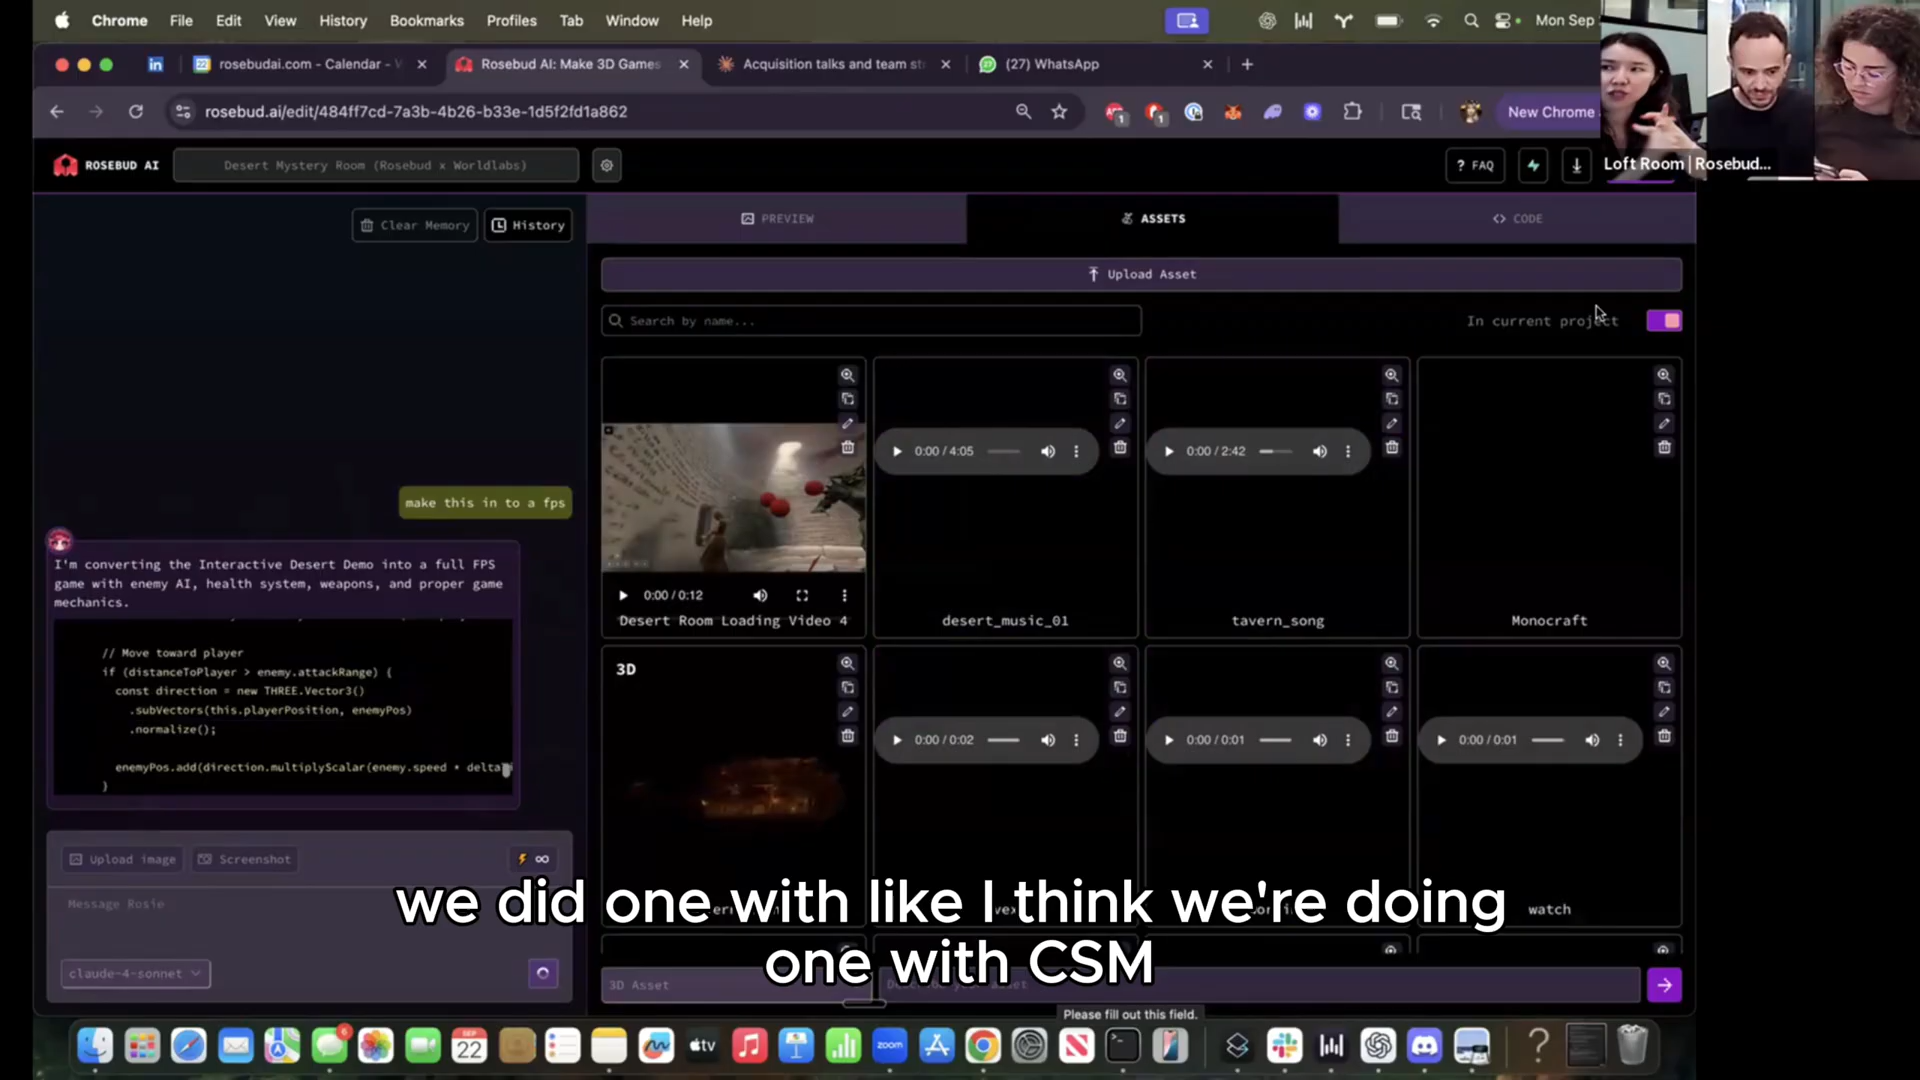 Chrome File Edit View History Bookmarks Profiles Tab Window Help
Mon Sep
in
rosebudai.com - Calendar -
Rosebud AI: Make 3D Games
Acquisition talks and team st
(27) WhatsApp
rosebud.ai/edit/484ff7cd-7a3b-4b26-b33e-1d5f2fd1a862
New Chrome
ROSEBUD AI
Desert Mystery Room (Rosebud x Worldlabs)
? FAQ
Loft Room | Rosebud...
Clear Memory
History
PREVIEW
ASSETS
CODE
Upload Asset
Search by name...
In current project
make this in to a fps
I'm converting the Interactive Desert Demo into a full FPS
game with enemy AI, health system, weapons, and proper game
mechanics.
// Move toward player
if (distanceToPlayer > enemy.attackRange) {
const direction = new THREE.Vector3()
.subVectors(this.playerPosition, enemyPos)
.normalize();
enemyPos.add(direction.multiplyScalar(enemy.speed * delta
}
0:00 / 0:12
Desert Room Loading Video 4
0:00 / 4:05
desert_music_01
0:00 / 2:42
tavern_song
Monocraft
3D
0:00 / 0:02
0:00 / 0:01
0:00 / 0:01
watch
Upload image
Screenshot
Message Rosie
claude-4-sonnet
we did one with like I think we're doing
one with CSM
3D Asset
Please fill out this field.
6
SEP
22
tv
zoom